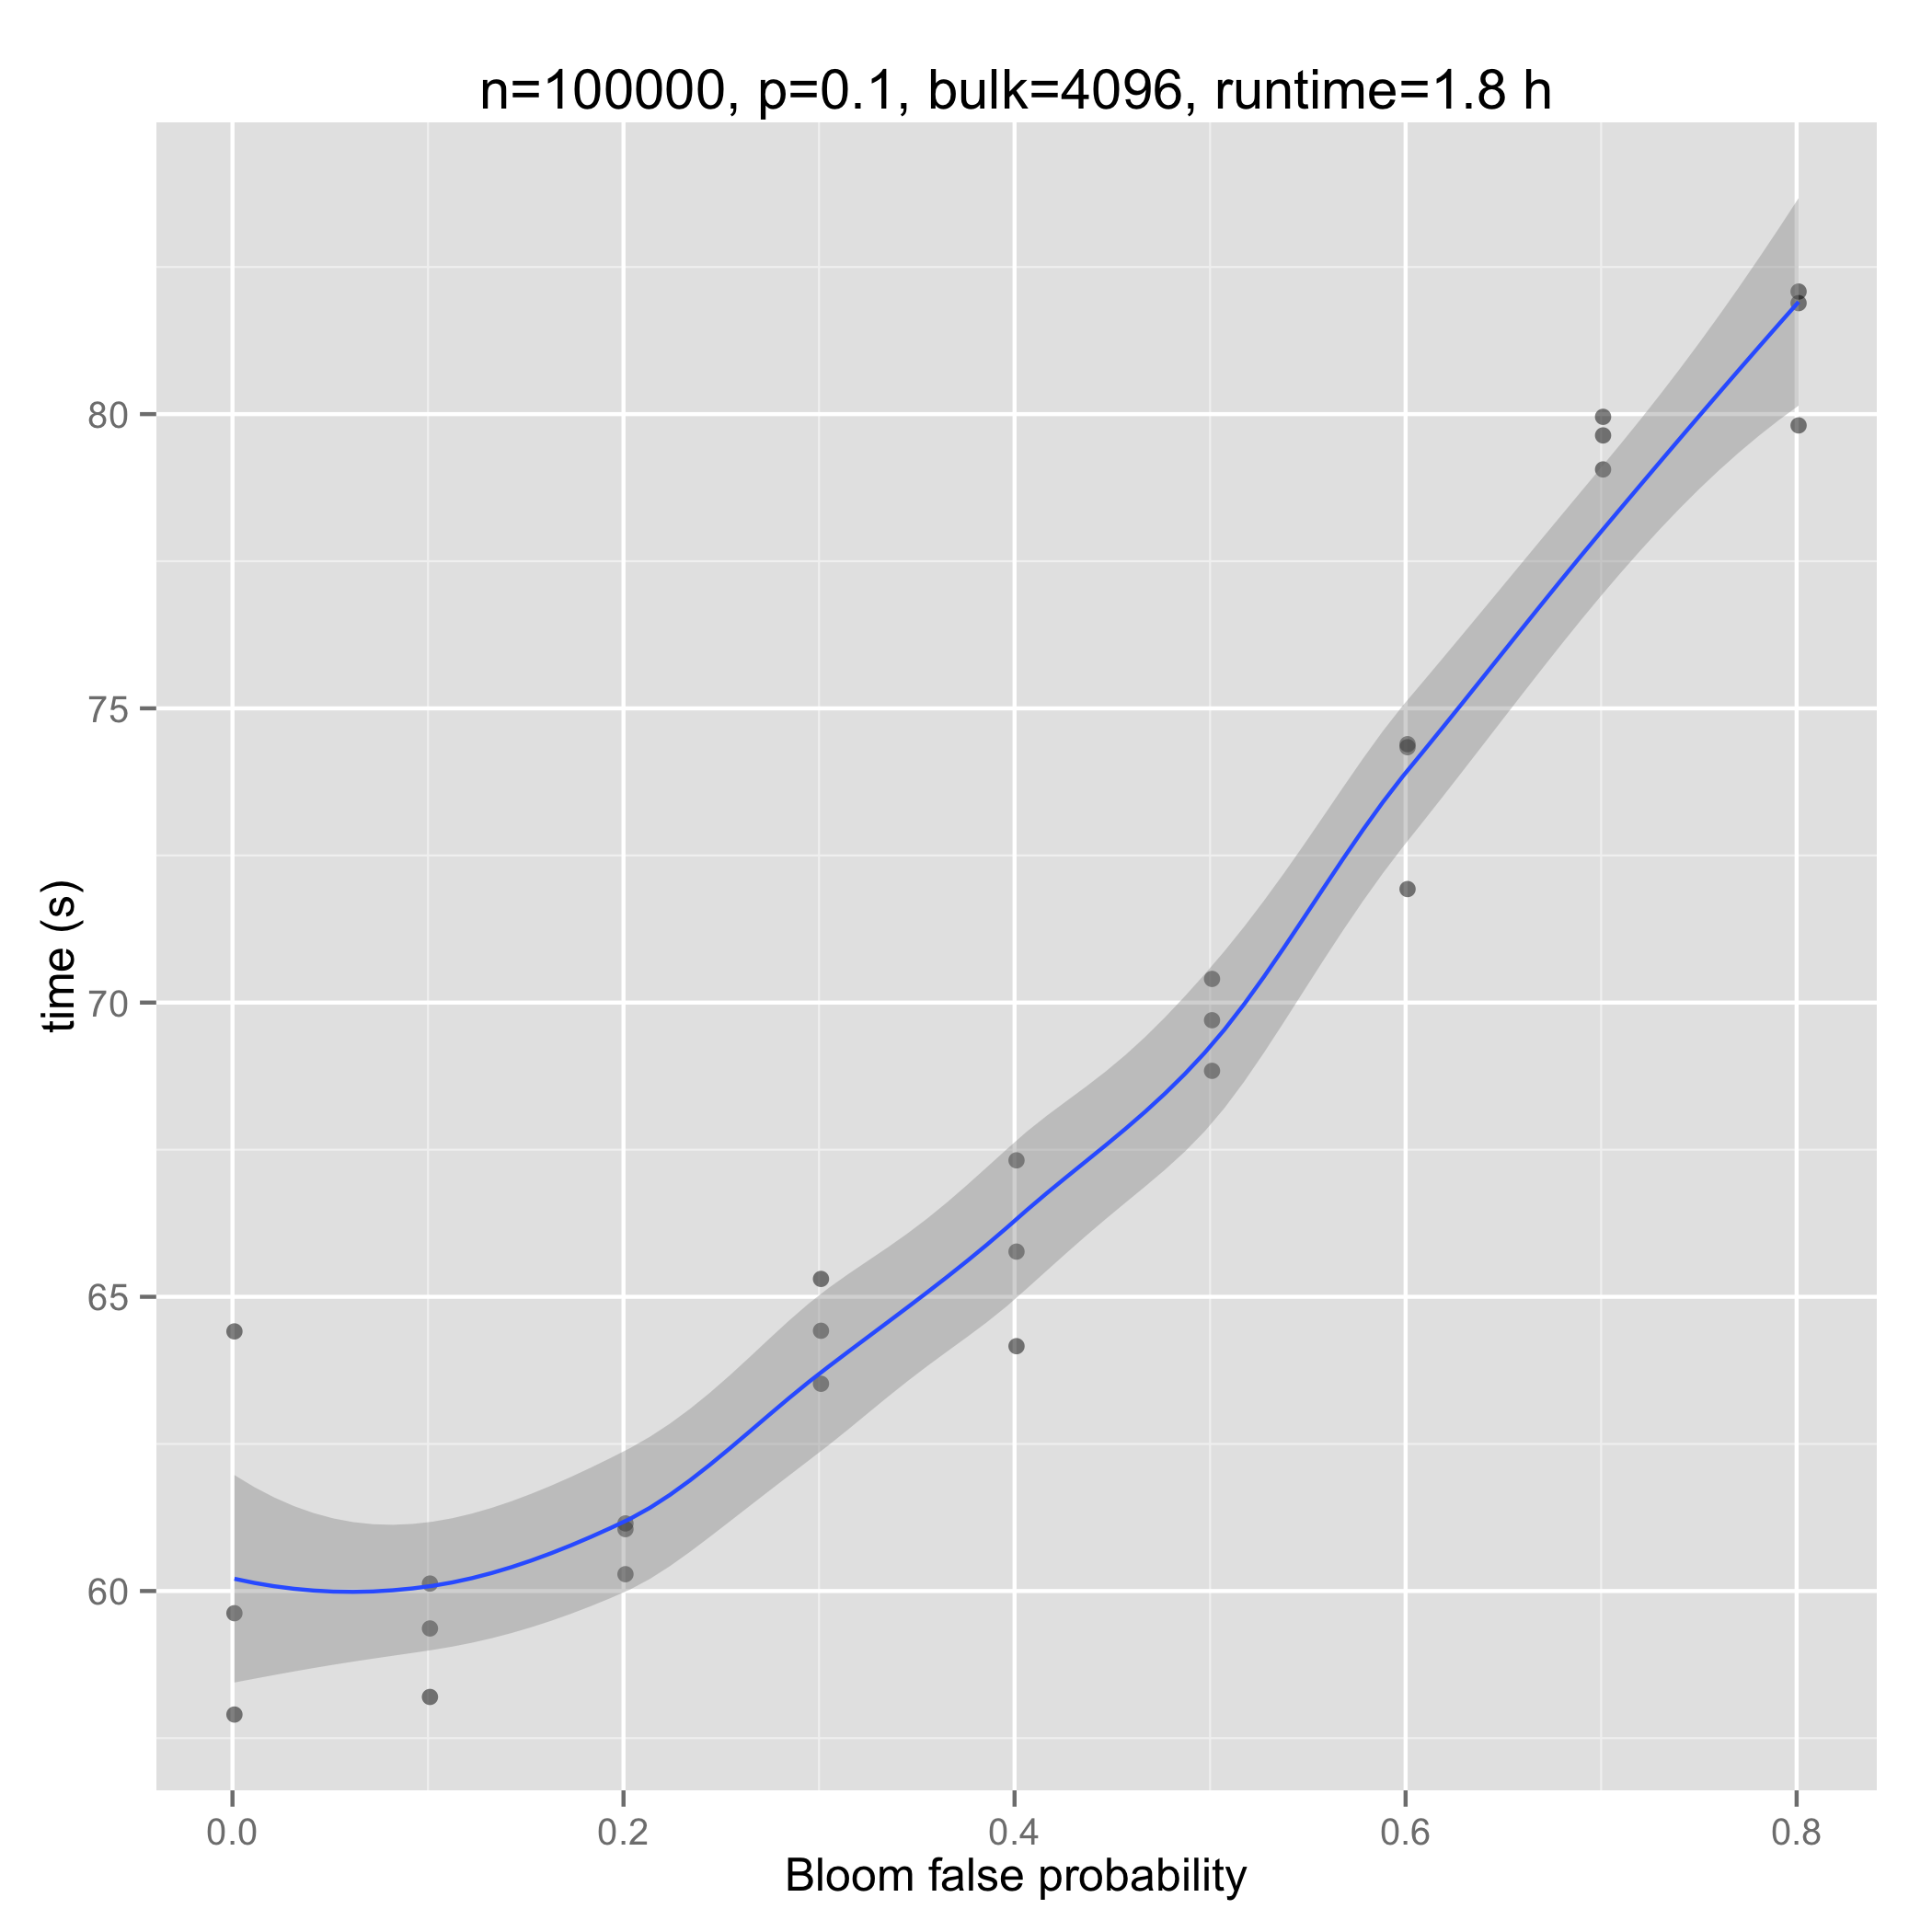 n=100000, p=0.1, bulk=4096, runtime=1.8 h
80
75
70
65
60
time (s)
0.0 0.2 0.4 0.6 0.8
Bloom false probability